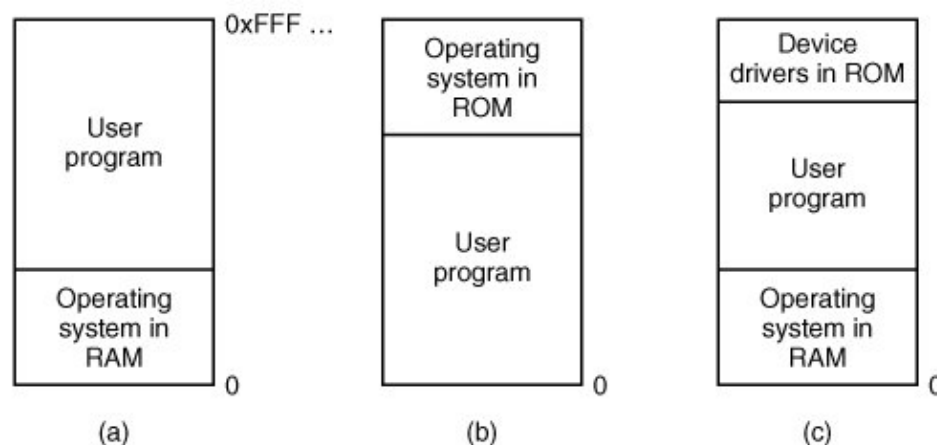 0xFFF ...
User
program
Operating
system in
RAM
0
(a)
Operating
system in
ROM
User
program
0
(b)
Device
drivers in ROM
User
program
Operating
system in
RAM
0
(c)